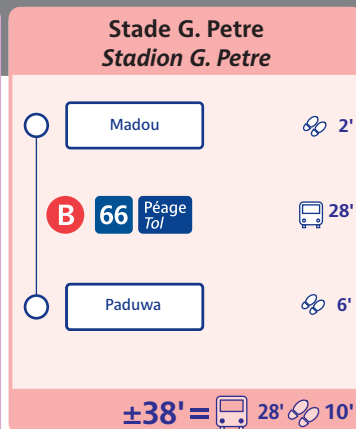 Stade G. Petre
Stadion G. Petre
Madou 2'
B 66 Péage 28'
Tol
Paduwa 6'
±38' = 28' 10'